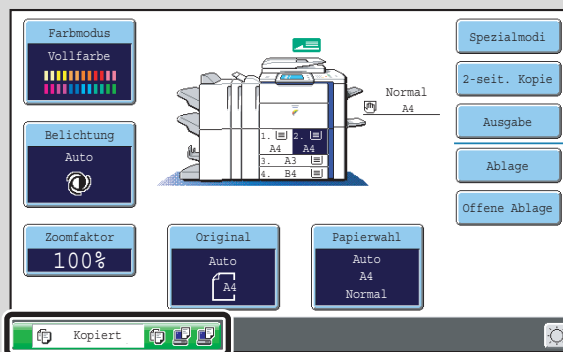 Farbmodus
Vollfarbe
Spezialmodi
2-seit. Kopie
Normal
A4
Ausgabe
Belichtung
Auto
1. 2.
A4 A4
3. A3
4. B4
Ablage
Offene Ablage
Zoomfaktor
100%
Original
Auto
A4
Papierwahl
Auto
A4
Normal
Kopiert